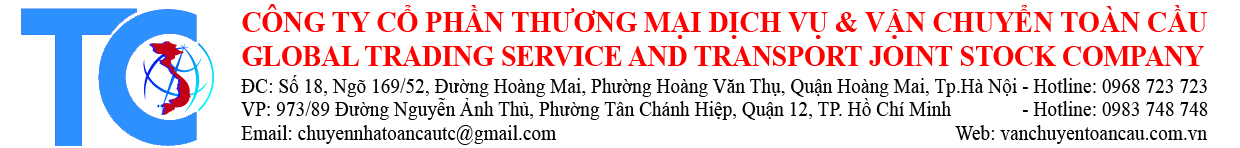 TC
CÔNG TY CỔ PHẦN THƯƠNG MẠI DỊCH VỤ & VẬN CHUYỂN TOÀN CẦU
GLOBAL TRADING SERVICE AND TRANSPORT JOINT STOCK COMPANY
ĐC: Số 18, Ngõ 169/52, Đường Hoàng Mai, Phường Hoàng Văn Thụ, Quận Hoàng Mai, Tp.Hà Nội - Hotline: 0968 723 723
VP: 973/89 Đường Nguyễn Ảnh Thủ, Phường Tân Chánh Hiệp, Quận 12, TP. Hồ Chí Minh - Hotline: 0983 748 748
Email: chuyennhatoancautc@gmail.com Web: vanchuyentoancau.com.vn